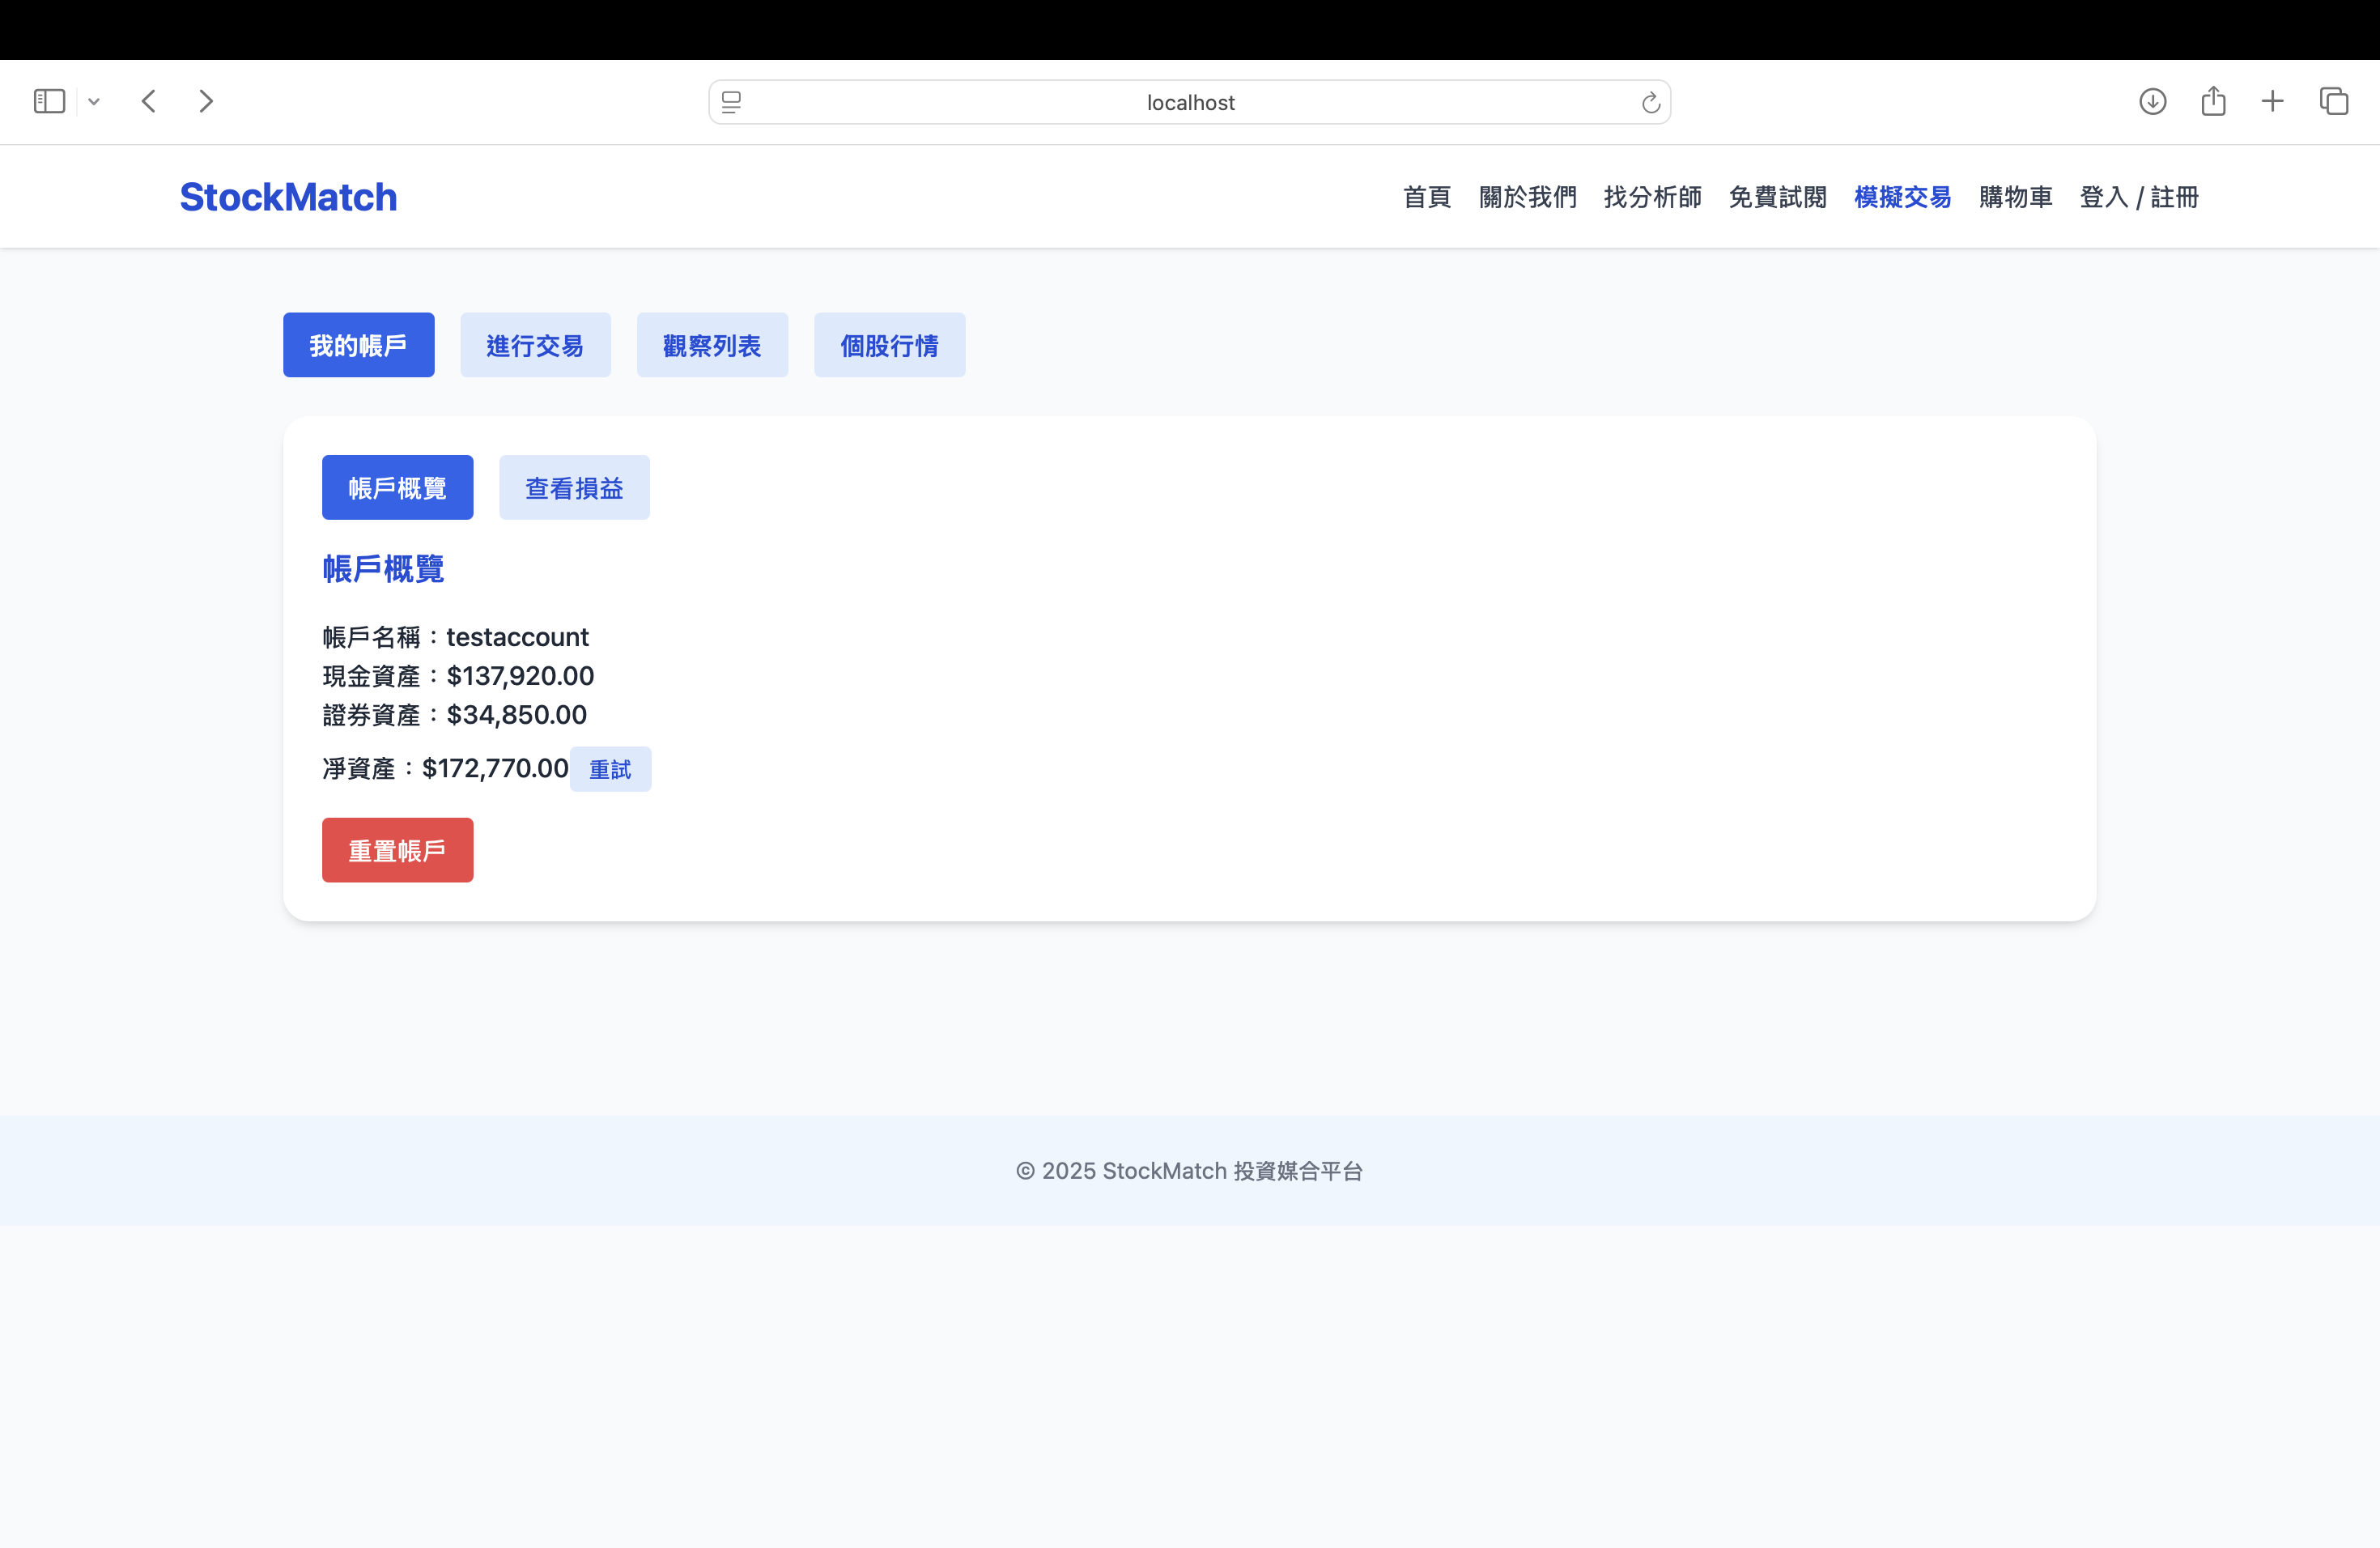 localhost
StockMatch
首頁 關於我們 找分析師 免費試閱 模擬交易 購物車 登入 / 註冊
我的帳戶 進行交易 觀察列表 個股行情
帳戶概覽 查看損益
帳戶概覽
帳戶名稱：testaccount
現金資產：$137,920.00
證券資產：$34,850.00
淨資產：$172,770.00 重試
重置帳戶
© 2025 StockMatch 投資媒合平台